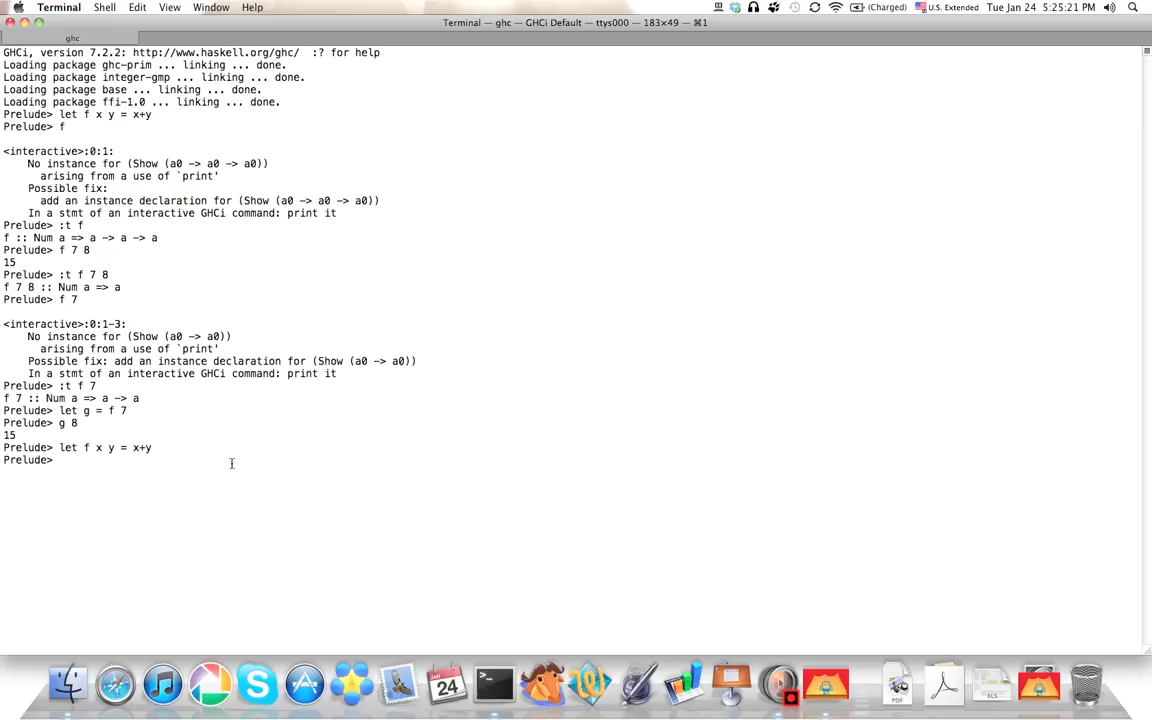 Terminal Shell Edit View Window Help (Charged) U.S. Extended Tue Jan 24 5:25:21 PM
Terminal — ghc — GHCi Default — ttys000 — 183×49 — ⌘1
ghc
GHCi, version 7.2.2: http://www.haskell.org/ghc/  :? for help
Loading package ghc-prim ... linking ... done.
Loading package integer-gmp ... linking ... done.
Loading package base ... linking ... done.
Loading package ffi-1.0 ... linking ... done.
Prelude> let f x y = x+y
Prelude> f
<interactive>:0:1:
    No instance for (Show (a0 -> a0 -> a0))
      arising from a use of `print'
    Possible fix:
      add an instance declaration for (Show (a0 -> a0 -> a0))
    In a stmt of an interactive GHCi command: print it
Prelude> :t f
f :: Num a => a -> a -> a
Prelude> f 7 8
15
Prelude> :t f 7 8
f 7 8 :: Num a => a
Prelude> f 7
<interactive>:0:1-3:
    No instance for (Show (a0 -> a0))
      arising from a use of `print'
    Possible fix: add an instance declaration for (Show (a0 -> a0))
    In a stmt of an interactive GHCi command: print it
Prelude> :t f 7
f 7 :: Num a => a -> a
Prelude> let g = f 7
Prelude> g 8
15
Prelude> let f x y = x+y
Prelude>
JAN
24
PDF
XLS